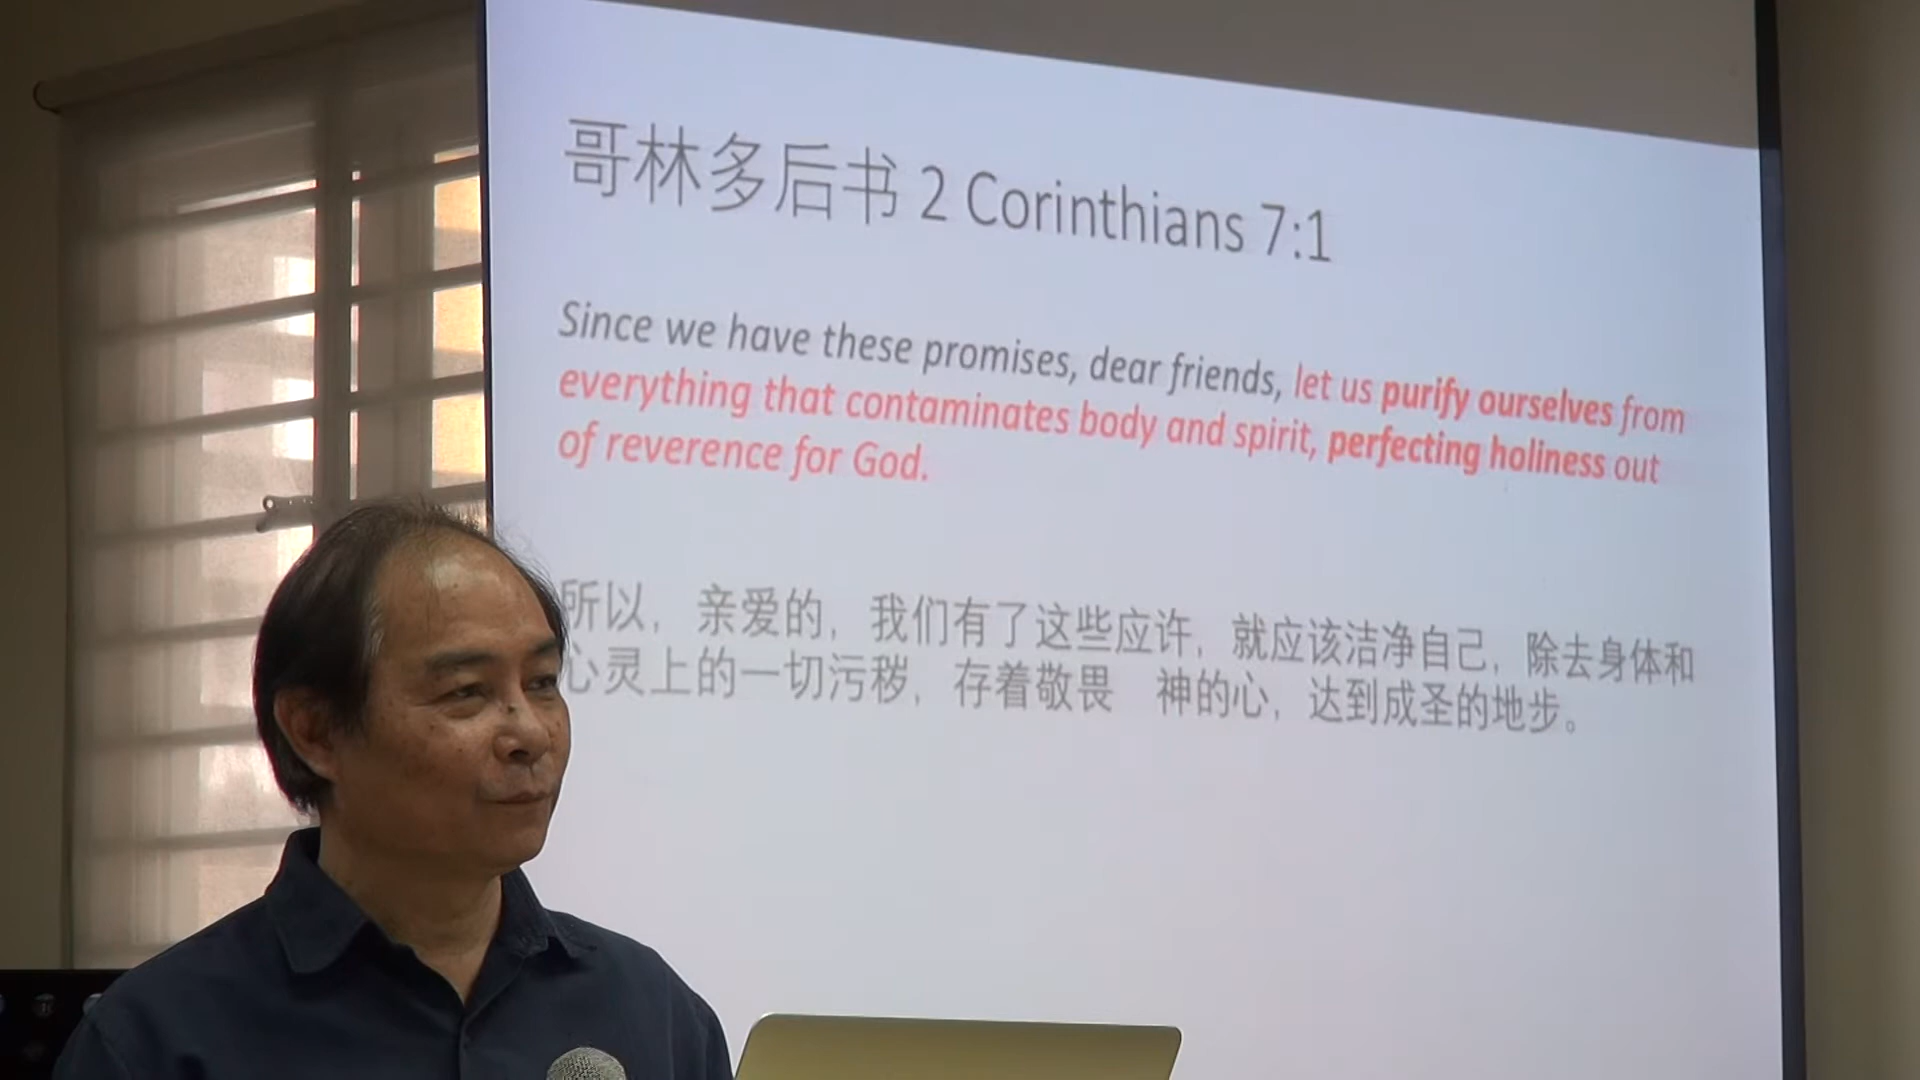 哥林多后书 2 Corinthians 7:1
Since we have these promises, dear friends, let us purify ourselves from
everything that contaminates body and spirit, perfecting holiness out
of reverence for God.
所以，亲爱的，我们有了这些应许，就应该洁净自己，除去身体和
心灵上的一切污秽，存着敬畏　神的心，达到成圣的地步。